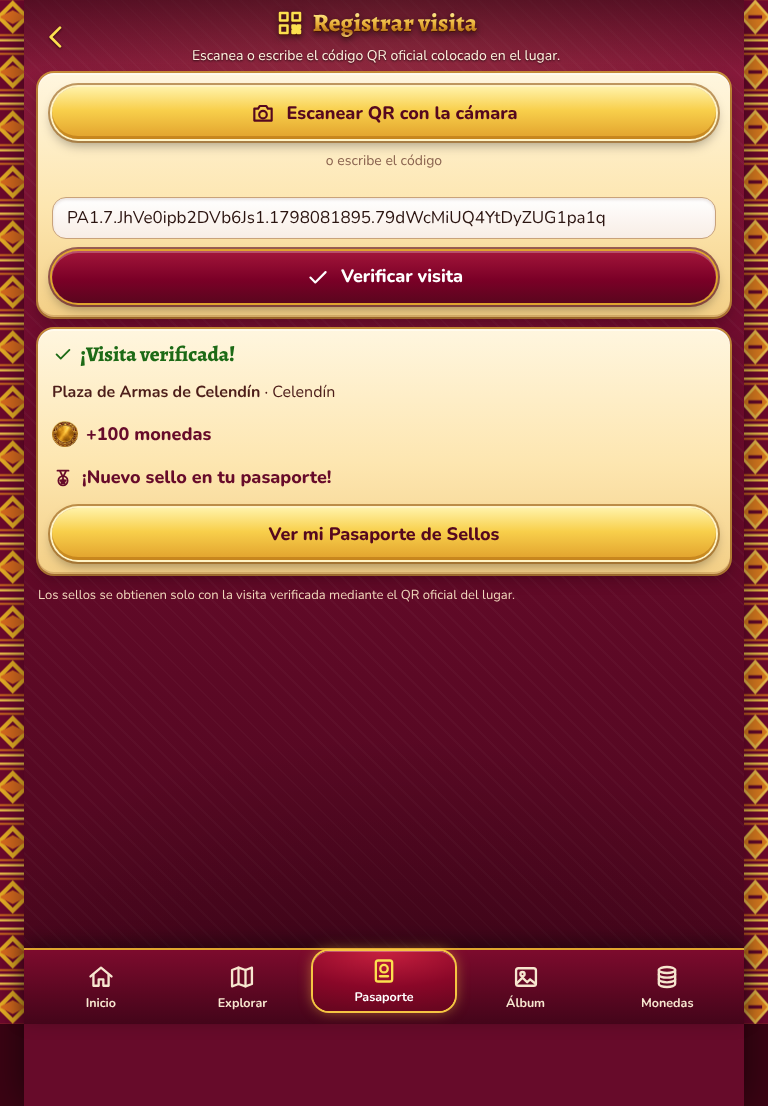 Registrar visita
Escanea o escribe el código QR oficial colocado en el lugar.
Escanear QR con la cámara
o escribe el código
PA1.7.JhVe0ipb2DVb6Js1.1798081895.79dWcMiUQ4YtDyZUG1pa1q
Verificar visita
¡Visita verificada!
Plaza de Armas de Celendín · Celendín
+100 monedas
¡Nuevo sello en tu pasaporte!
Ver mi Pasaporte de Sellos
Los sellos se obtienen solo con la visita verificada mediante el QR oficial del lugar.
Inicio
Explorar
Pasaporte
Álbum
Monedas